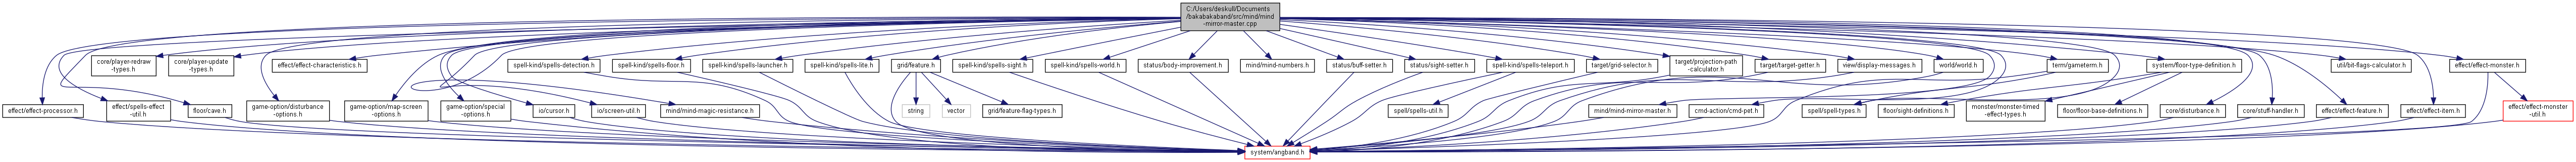 C:/Users/deskull/Documents
/bakabakaband/src/mind/mind
-mirror-master.cpp
core/player-redraw
-types.h
core/player-update
-types.h
effect/effect-characteristics.h
spell-kind/spells-detection.h
spell-kind/spells-floor.h
spell-kind/spells-launcher.h
spell-kind/spells-lite.h
grid/feature.h
spell-kind/spells-sight.h
spell-kind/spells-world.h
status/body-improvement.h
mind/mind-numbers.h
status/buff-setter.h
status/sight-setter.h
spell-kind/spells-teleport.h
target/grid-selector.h
target/projection-path
-calculator.h
target/target-getter.h
view/display-messages.h
world/world.h
term/gameterm.h
system/floor-type-definition.h
util/bit-flags-calculator.h
effect/effect-monster.h
effect/effect-processor.h
effect/spells-effect
-util.h
floor/cave.h
game-option/disturbance
-options.h
game-option/map-screen
-options.h
game-option/special
-options.h
io/cursor.h
io/screen-util.h
mind/mind-magic-resistance.h
string
vector
grid/feature-flag-types.h
spell/spells-util.h
mind/mind-mirror-master.h
cmd-action/cmd-pet.h
spell/spell-types.h
floor/sight-definitions.h
monster/monster-timed
-effect-types.h
floor/floor-base-definitions.h
core/disturbance.h
core/stuff-handler.h
effect/effect-feature.h
effect/effect-item.h
effect/effect-monster
-util.h
system/angband.h